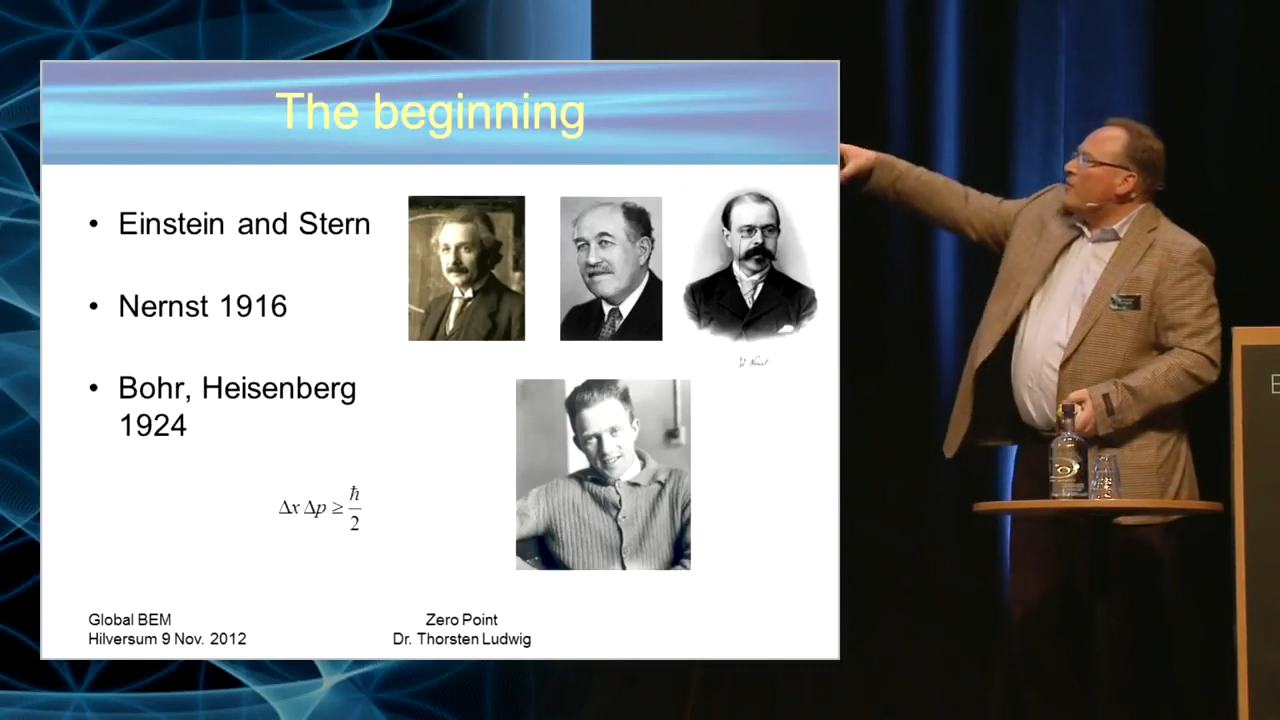 The beginning
• Einstein and Stern
• Nernst 1916
• Bohr, Heisenberg
1924
Δx Δp ≥ ħ/2
W. Nernst
Global BEM
Hilversum 9 Nov. 2012
Zero Point
Dr. Thorsten Ludwig
E